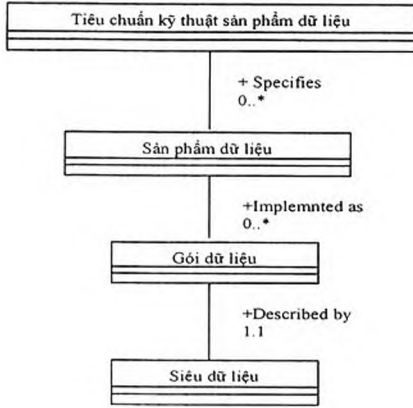 Tiêu chuẩn kỹ thuật sản phẩm dữ liệu
+ Specifies
0..*
Sản phẩm dữ liệu
+Implemnted as
0..*
Gói dữ liệu
+Described by
1.1
Siêu dữ liệu